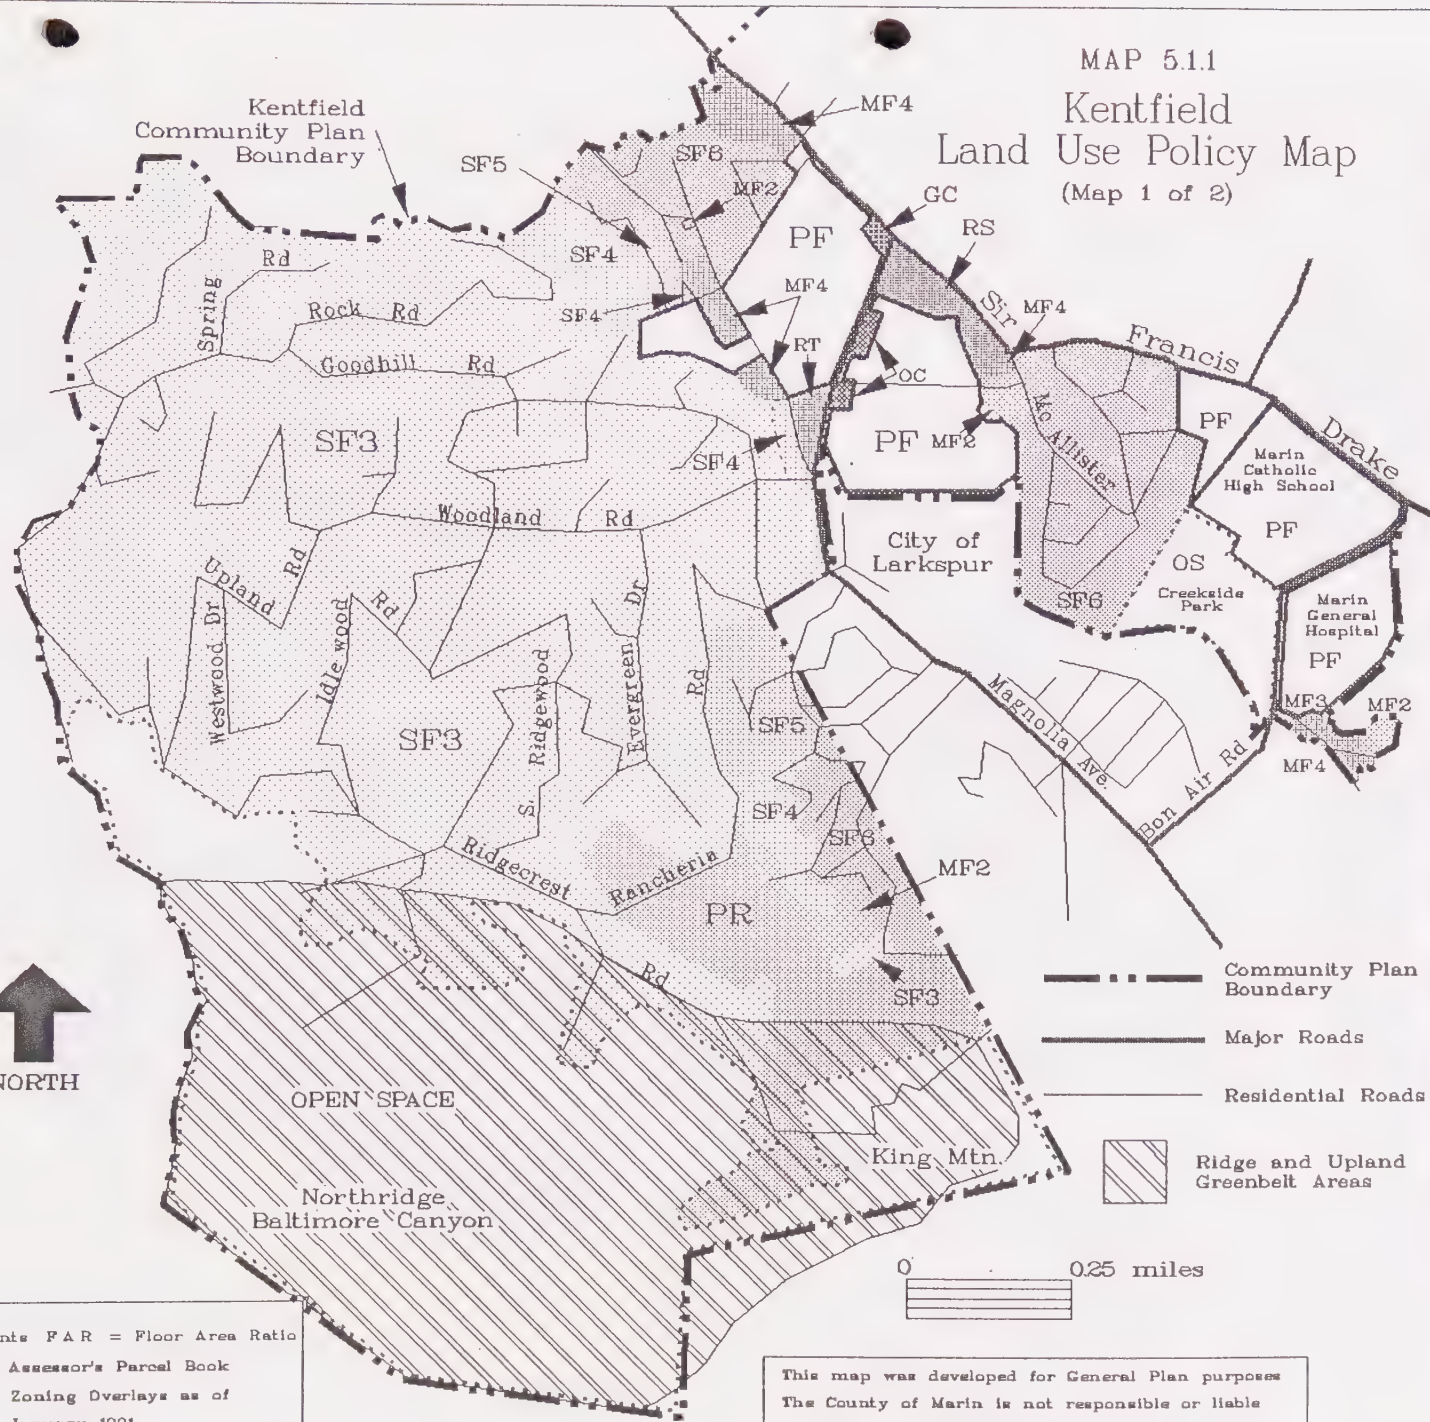 MAP 5.1.1
Kentfield
Land Use Policy Map
(Map 1 of 2)
Kentfield
Community Plan
Boundary
MF4
SF5
SF6
MF2
GC
RS
PF
SF4
MF4
SF4
Sir
MF4
Francis
Drake
Spring
Rd
Rock Rd
Goodhill Rd
RT
OC
SF3
SF4
PF
MF2
Mc Allister
PF
Marin
Catholic
High School
PF
Woodland Rd
City of
Larkspur
OS
Creekside
Park
SF6
Marin
General
Hospital
PF
Upland Rd
Westwood Dr
Idlewood Rd
S. Ridgewood
Evergreen Dr
Rd
MF3
MF2
MF4
SF3
SF5
Magnolia Ave.
Bon Air Rd
SF4
SF6
Ridgecrest
Rancheria
MF2
PR
Rd
SF3
NORTH
OPEN SPACE
Northridge
Baltimore Canyon
King Mtn.
Community Plan
Boundary
Major Roads
Residential Roads
Ridge and Upland
Greenbelt Areas
0 0.25 miles
FAR = Floor Area Ratio
Assessor's Parcel Book
Zoning Overlays as of
This map was developed for General Plan purposes
The County of Marin is not responsible or liable